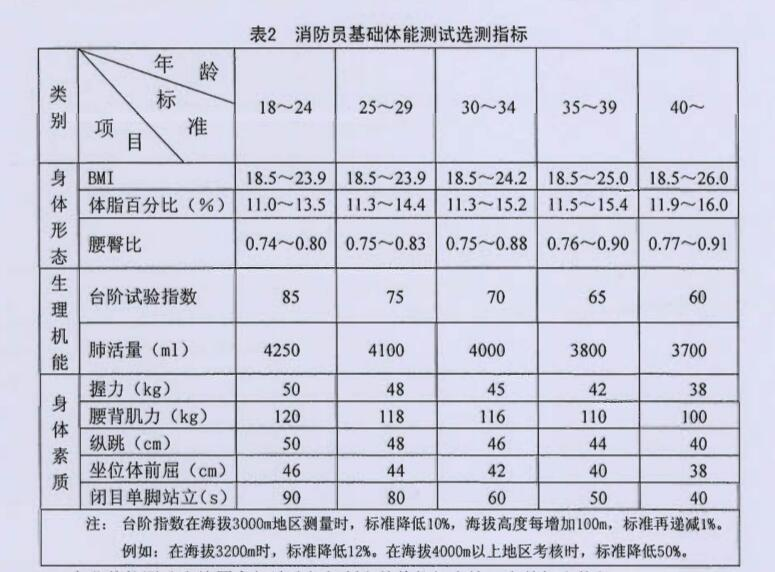 表2 消防员基础体能测试选测指标
类别 年龄 标准 项目 18～24 25～29 30～34 35～39 40～
身体形态 BMI 18.5～23.9 18.5～23.9 18.5～24.2 18.5～25.0 18.5～26.0
体脂百分比（%） 11.0～13.5 11.3～14.4 11.3～15.2 11.5～15.4 11.9～16.0
腰臀比 0.74～0.80 0.75～0.83 0.75～0.88 0.76～0.90 0.77～0.91
生理机能 台阶试验指数 85 75 70 65 60
肺活量（ml） 4250 4100 4000 3800 3700
身体素质 握力（kg） 50 48 45 42 38
腰背肌力（kg） 120 118 116 110 100
纵跳（cm） 50 48 46 44 40
坐位体前屈（cm） 46 44 42 40 38
闭目单脚站立(s) 90 80 60 50 40
注： 台阶指数在海拔3000m地区测量时，标准降低10%，海拔高度每增加100m，标准再递减1%。
例如：在海拔3200m时，标准降低12%。在海拔4000m以上地区考核时，标准降低50%。